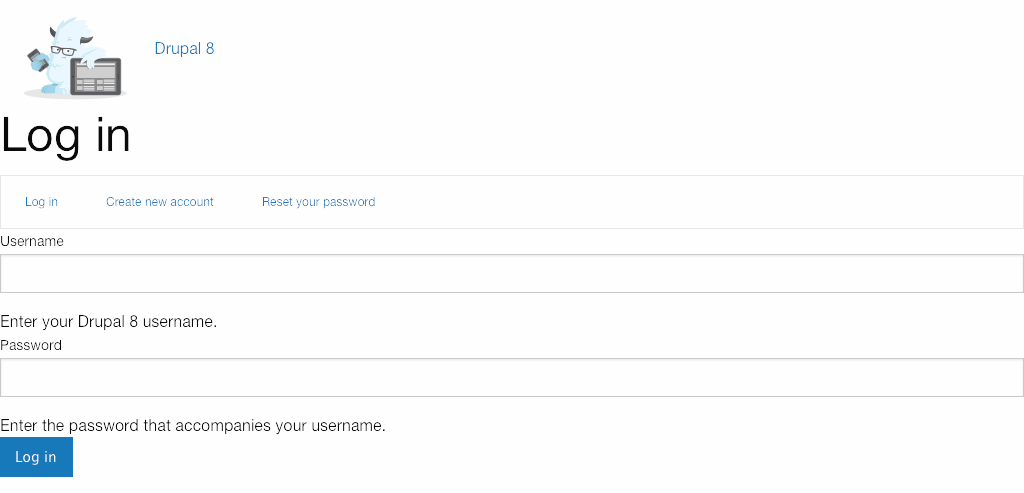 Drupal 8
Log in
Log in Create new account Reset your password
Username
Enter your Drupal 8 username.
Password
Enter the password that accompanies your username.
Log in